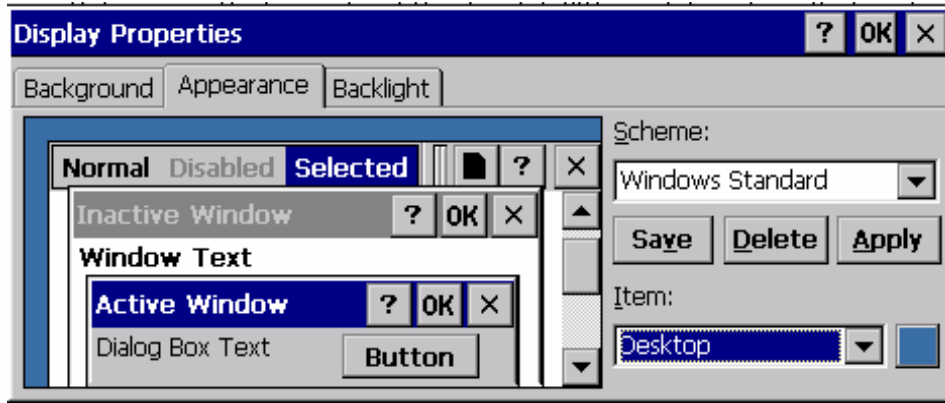 Display Properties ? OK ×
Background Appearance Backlight
Scheme:
Normal Disabled Selected ? ×
Windows Standard
Inactive Window ? OK ×
Save Delete Apply
Window Text
Item:
Active Window ? OK ×
Desktop
Dialog Box Text Button